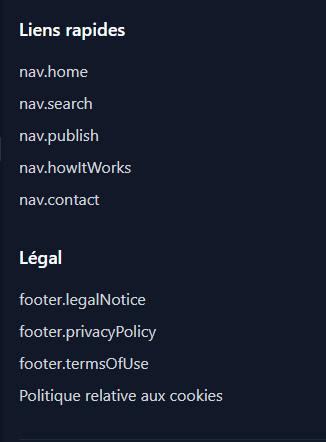 Liens rapides
nav.home
nav.search
nav.publish
nav.howItWorks
nav.contact
Légal
footer.legalNotice
footer.privacyPolicy
footer.termsOfUse
Politique relative aux cookies